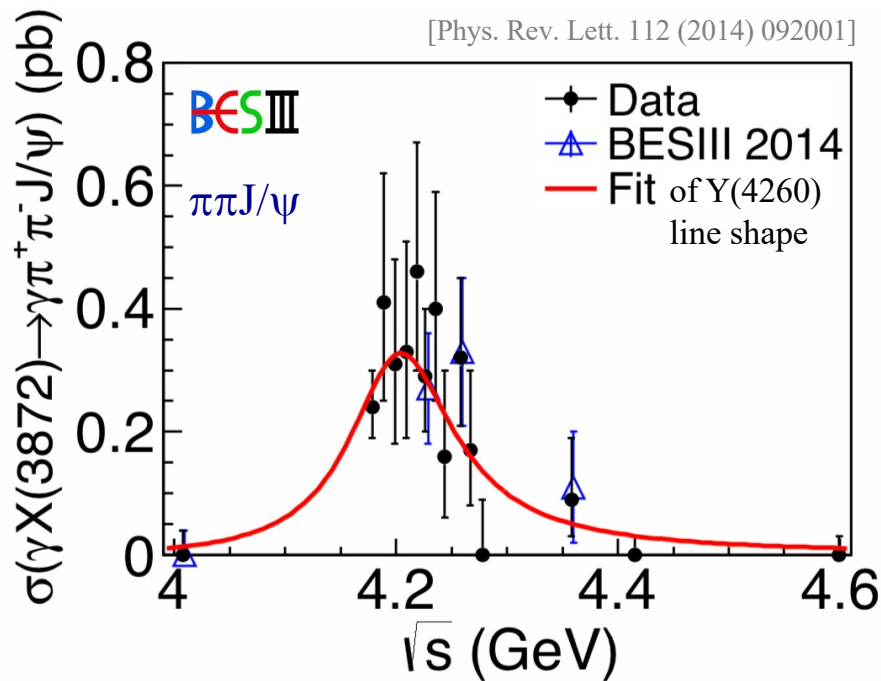 [Phys. Rev. Lett. 112 (2014) 092001]
σ(γX(3872)→γπ⁺π⁻J/ψ) (pb)
0.8
0.6
0.4
0.2
0
BESIII
ππJ/ψ
Data
BESIII 2014
Fit of Y(4260)
line shape
4 4.2 4.4 4.6
√s (GeV)